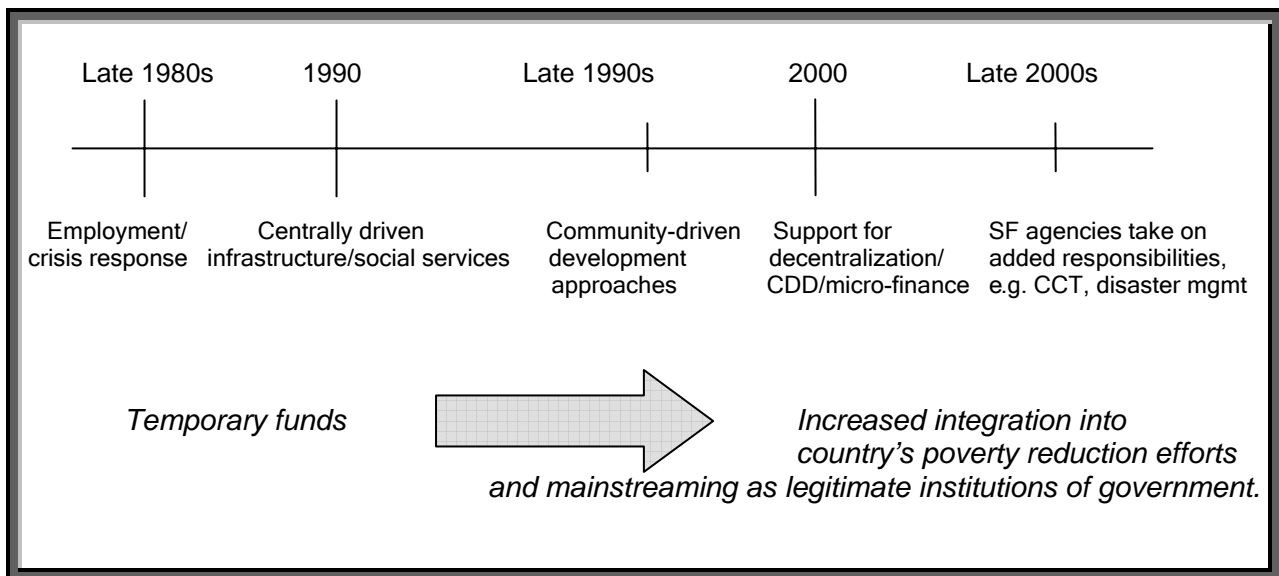 Late 1980s
1990
Late 1990s
2000
Late 2000s
Employment/
crisis response
Centrally driven
infrastructure/social services
Community-driven
development
approaches
Support for
decentralization/
CDD/micro-finance
SF agencies take on
added responsibilities,
e.g. CCT, disaster mgmt
Temporary funds
Increased integration into
country's poverty reduction efforts
and mainstreaming as legitimate institutions of government.